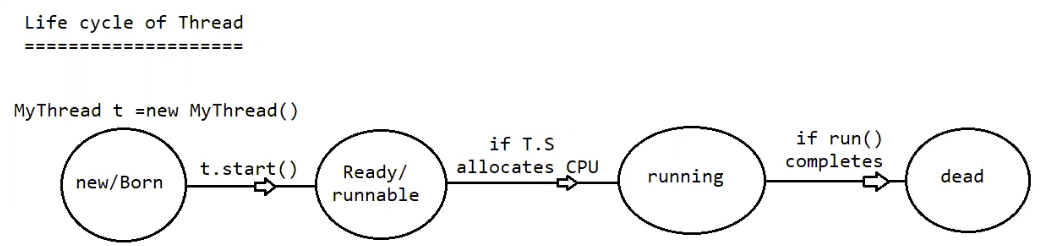 Life cycle of Thread
====================
MyThread t =new MyThread()
new/Born
t.start()
Ready/
runnable
if T.S
allocates CPU
running
if run()
completes
dead